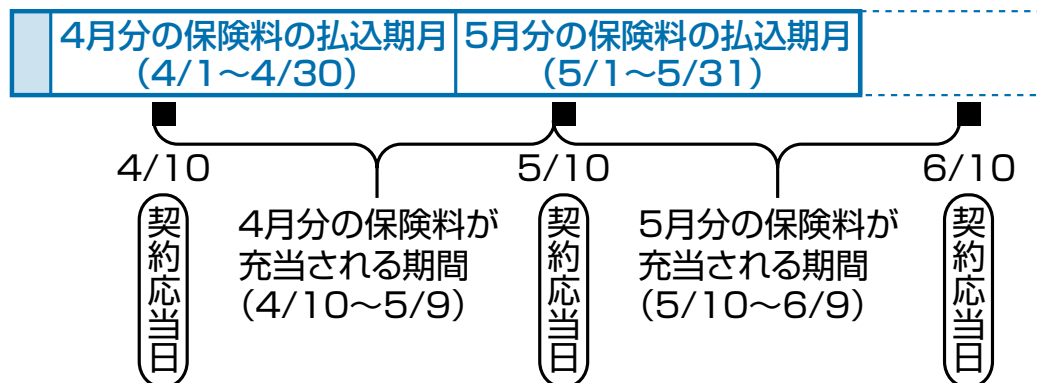 4月分の保険料の払込期月
(4/1〜4/30)
5月分の保険料の払込期月
(5/1〜5/31)
4/10
5/10
6/10
契約応当日
4月分の保険料が
充当される期間
(4/10〜5/9)
契約応当日
5月分の保険料が
充当される期間
(5/10〜6/9)
契約応当日